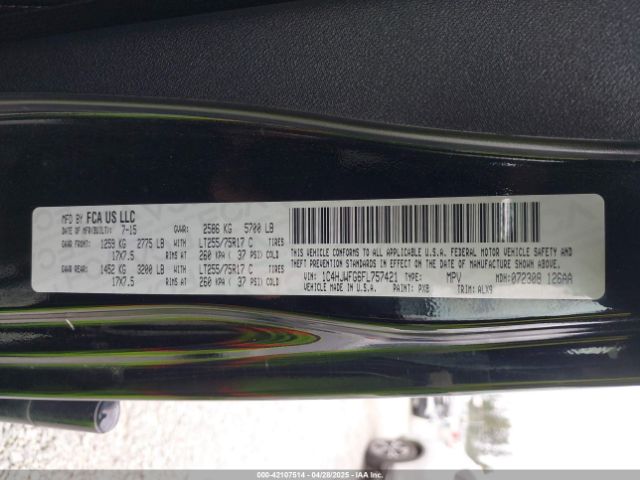 MFD BY FCA US LLC
DATE OF MFR(BUILT): 7-15 GVWR: 2586 KG 5700 LB
GAWR FRONT: 1259 KG 2775 LB WITH LT255/75R17 C TIRES
17X7.5 RIMS AT 260 KPA ( 37 PSI) COLD
GAWR REAR: 1452 KG 3200 LB WITH LT255/75R17 C TIRES
17X7.5 RIMS AT 260 KPA ( 37 PSI) COLD
THIS VEHICLE CONFORMS TO ALL APPLICABLE U.S.A. FEDERAL MOTOR VEHICLE SAFETY AND
THEFT PREVENTION STANDARDS IN EFFECT ON THE DATE OF MANUFACTURE SHOWN ABOVE.
VIN: 1C4HJWFG6FL757421 TYPE: MPV MDH: 072308 126AA
MADE IN U.S.A. PAINT: PX8 TRIM: ALX9
000-42107514 - 04/28/2025 - IAA Inc.